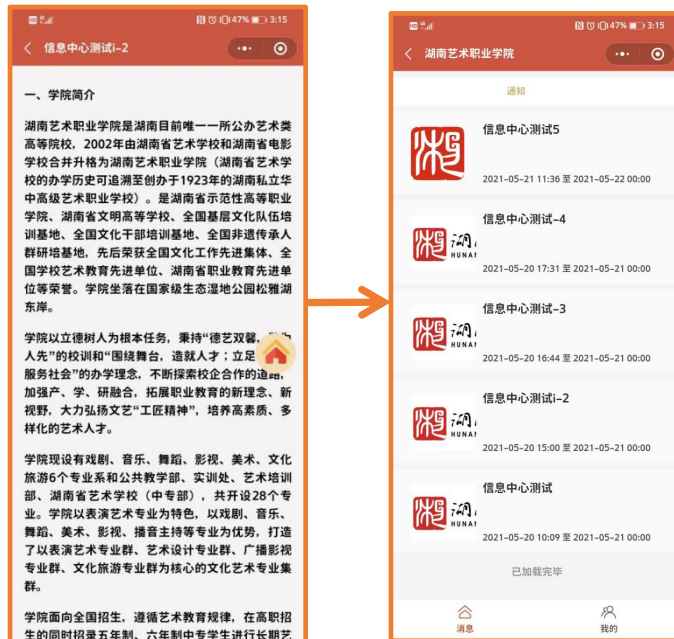 3:15
47%
信息中心测试i-2
一、学院简介
湖南艺术职业学院是湖南目前唯一一所公办艺术类
高等院校，2002年由湖南省艺术学校和湖南省电影
学校合并升格为湖南艺术职业学院（湖南省艺术学
校的办学历史可追溯至创办于1923年的湖南私立华
中高级艺术职业学校）。是湖南省示范性高等职业
学院、湖南省文明高等学校、全国基层文化队伍培
训基地、全国文化干部培训基地、全国非遗传承人
群研培基地，先后荣获全国文化工作先进集体、全
国学校艺术教育先进单位、湖南省职业教育先进单
位等荣誉。学院坐落在国家级生态湿地公园松雅湖
东岸。
学院以立德树人为根本任务，秉持“德艺双馨，
人先”的校训和“围绕舞台，造就人才；立足
服务社会”的办学理念，不断探索校企合作的道路，
加强产、学、研融合，拓展职业教育的新理念、新
视野，大力弘扬文艺“工匠精神”，培养高素质、多
样化的艺术人才。
学院现设有戏剧、音乐、舞蹈、影视、美术、文化
旅游6个专业系和公共教学部、实训处、艺术培训
部、湖南省艺术学校（中专部），共开设28个专
业。学院以表演艺术专业为特色，以戏剧、音乐、
舞蹈、美术、影视、播音主持等专业为优势，打造
了以表演艺术专业群、艺术设计专业群、广播影视
专业群、文化旅游专业群为核心的文化艺术专业集
群。
学院面向全国招生，遵循艺术教育规律，在高职招
生的同时招录五年制、六年制中专学生进行长期艺
47%
3:15
湖南艺术职业学院
通知
信息中心测试5
2021-05-21 11:36 至 2021-05-22 00:00
信息中心测试-4
HUNA
2021-05-20 17:31 至 2021-05-21 00:00
信息中心测试-3
HUNA
2021-05-20 16:44 至 2021-05-21 00:00
信息中心测试i-2
HUNA
2021-05-20 15:00 至 2021-05-21 00:00
信息中心测试
HUNA
2021-05-20 10:09 至 2021-05-21 00:00
已加载完毕
消息
我的